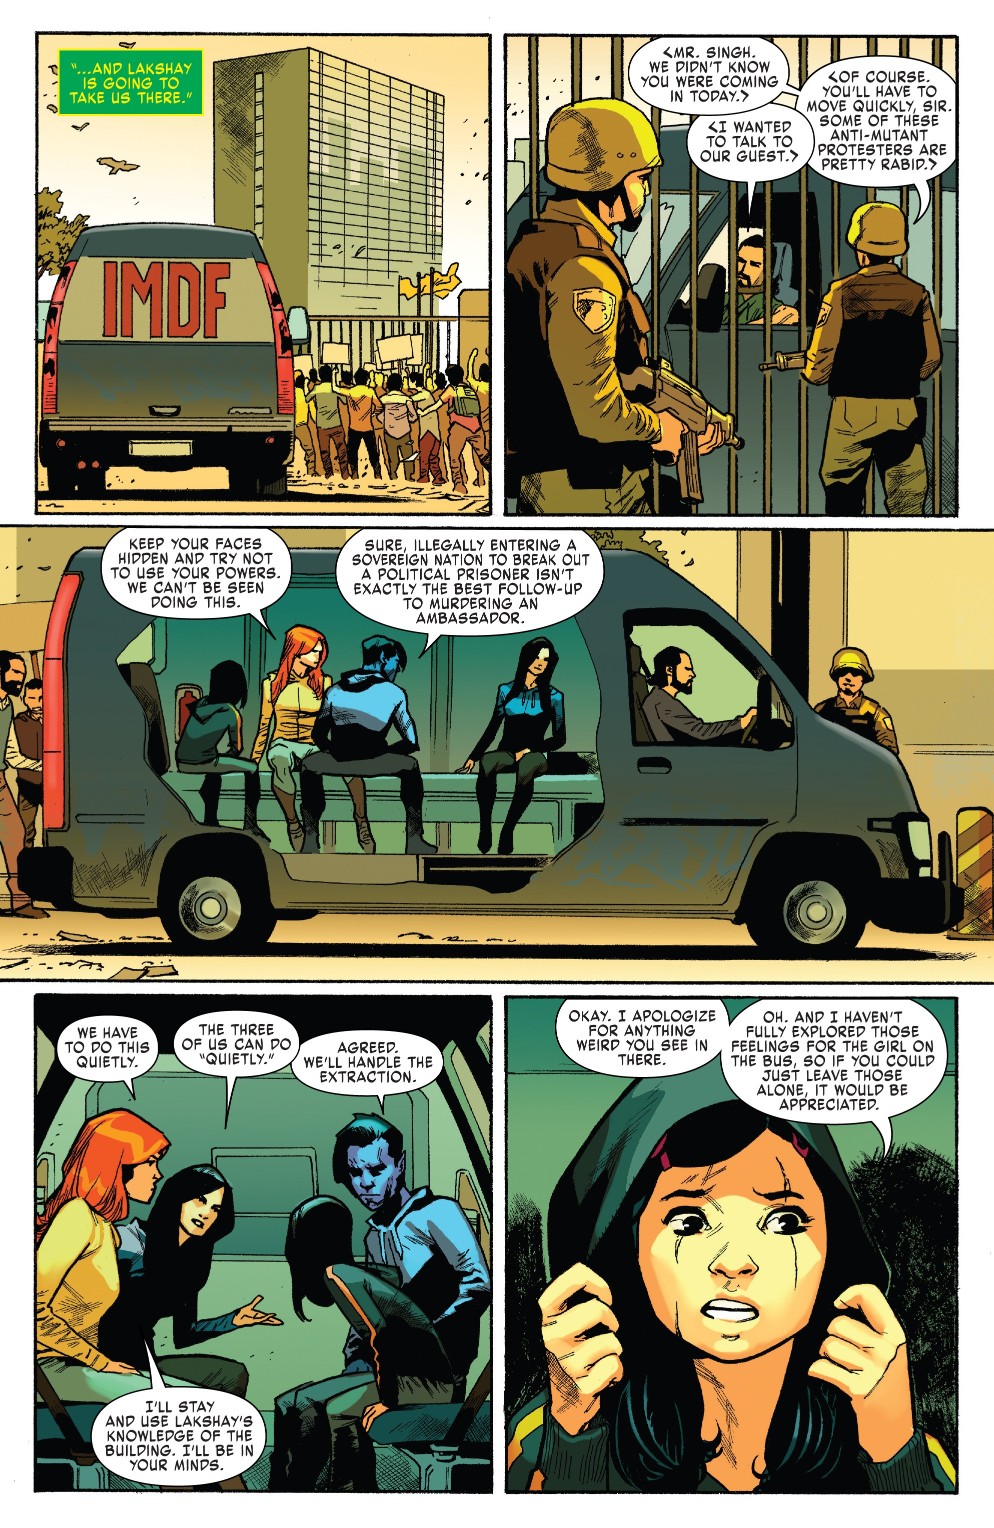 "...AND LAKSHAY
IS GOING TO
TAKE US THERE."
IMDF
<MR. SINGH.
WE DIDN'T KNOW
YOU WERE COMING
IN TODAY.>
<I WANTED
TO TALK TO
OUR GUEST.>
<OF COURSE.
YOU'LL HAVE TO
MOVE QUICKLY, SIR.
SOME OF THESE
ANTI-MUTANT
PROTESTERS ARE
PRETTY RABID.>
KEEP YOUR FACES
HIDDEN AND TRY NOT
TO USE YOUR POWERS.
WE CAN'T BE SEEN
DOING THIS.
SURE, ILLEGALLY ENTERING A
SOVEREIGN NATION TO BREAK OUT
A POLITICAL PRISONER ISN'T
EXACTLY THE BEST FOLLOW-UP
TO MURDERING AN
AMBASSADOR.
WE HAVE
TO DO THIS
QUIETLY.
THE THREE
OF US CAN DO
"QUIETLY."
AGREED.
WE'LL HANDLE THE
EXTRACTION.
I'LL STAY
AND USE LAKSHAY'S
KNOWLEDGE OF THE
BUILDING. I'LL BE IN
YOUR MINDS.
OKAY. I APOLOGIZE
FOR ANYTHING
WEIRD YOU SEE IN
THERE.
OH. AND I HAVEN'T
FULLY EXPLORED THOSE
FEELINGS FOR THE GIRL ON
THE BUS, SO IF YOU COULD
JUST LEAVE THOSE
ALONE, IT WOULD BE
APPRECIATED.